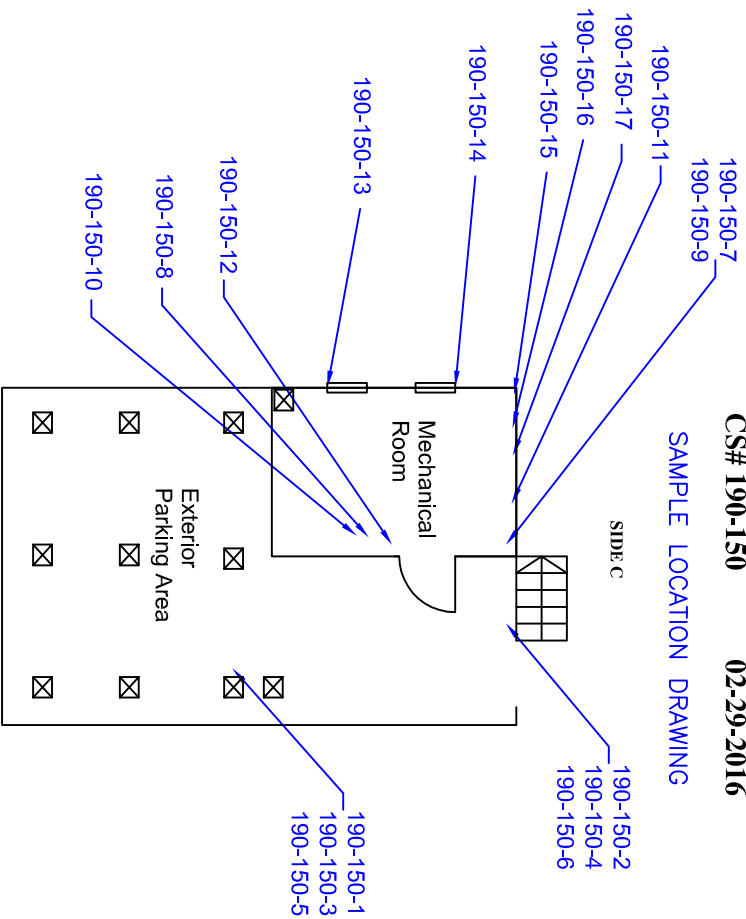 CS# 190-150 02-29-2016
SAMPLE LOCATION DRAWING
SIDE C
190-150-7
190-150-9
190-150-11
190-150-17
190-150-16
190-150-15
190-150-14
190-150-13
190-150-12
190-150-8
190-150-10
190-150-2
190-150-4
190-150-6
190-150-1
190-150-3
190-150-5
Mechanical
Room
Exterior
Parking Area